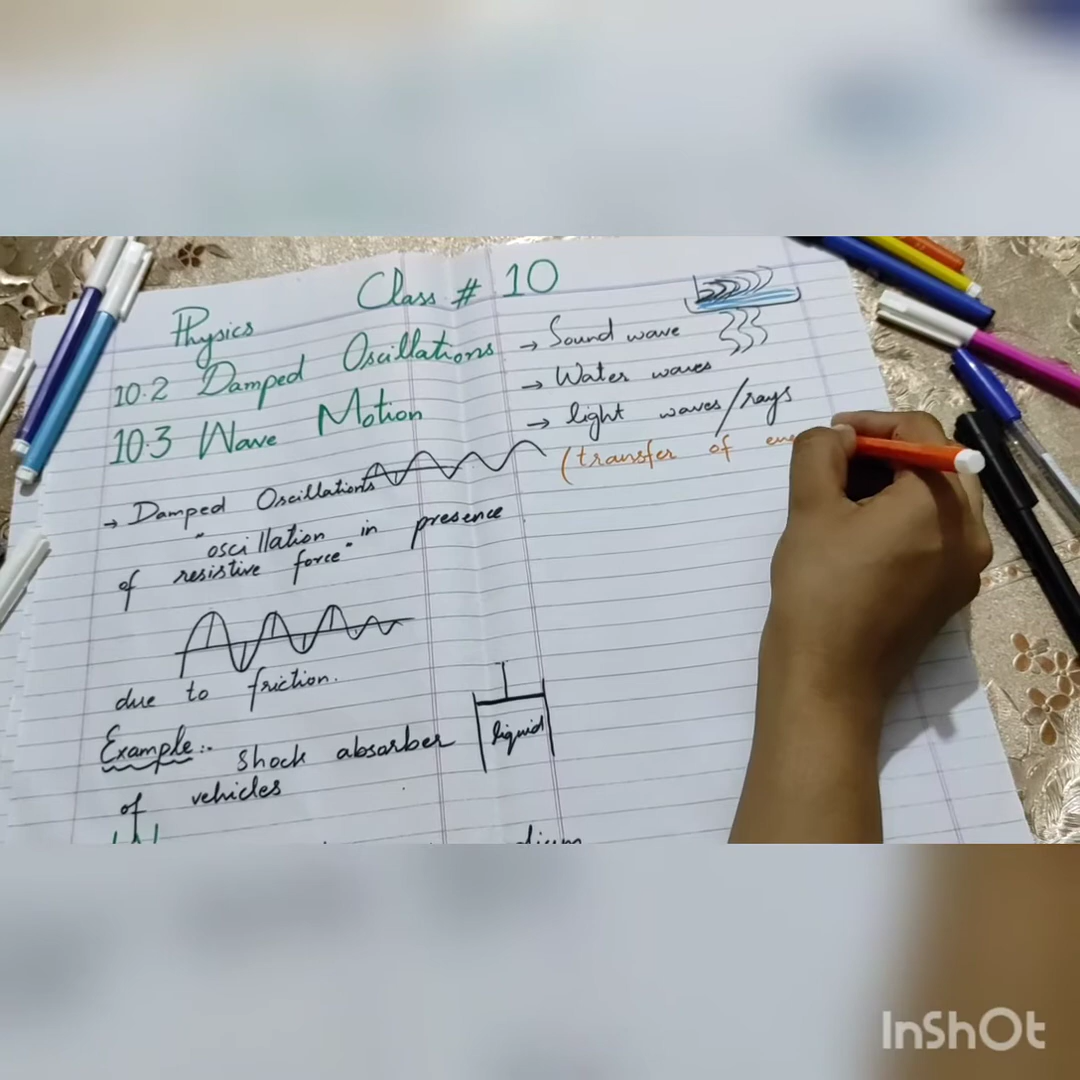 Class # 10
Physics
10.2 Damped Oscillations
10.3 Wave Motion
→ Damped Oscillations
"oscillation in presence
of resistive force"
due to friction.
Example:-
shock absorber
of vehicles
liquid
→ Sound wave
→ Water waves
→ light waves/rays
(transfer of ene
InShOt